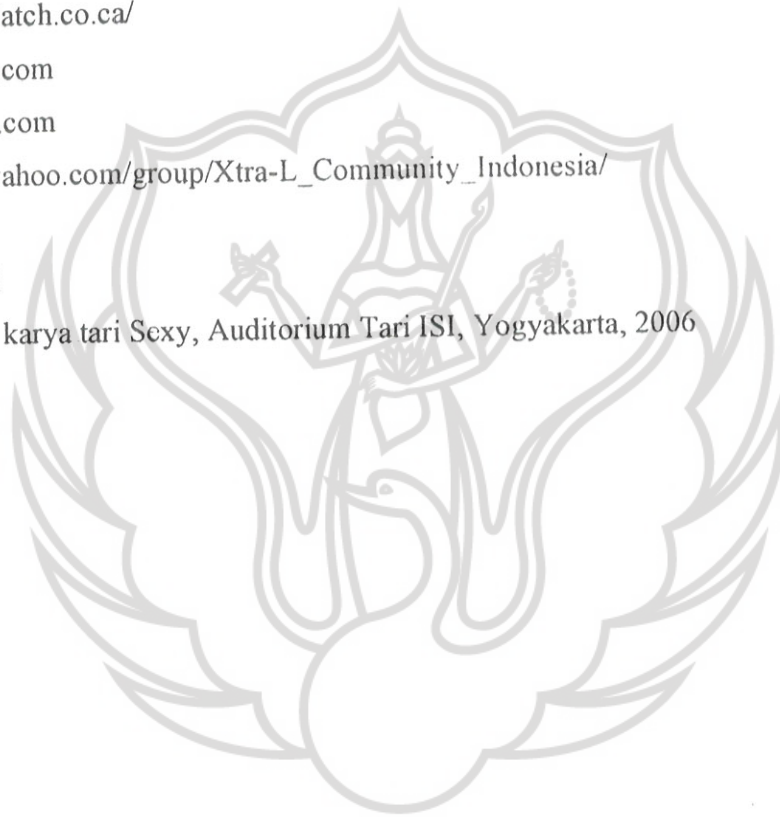 atch.co.ca/
com
.com
ahoo.com/group/Xtra-L_Community_Indonesia/
karya tari Sexy, Auditorium Tari ISI, Yogyakarta, 2006